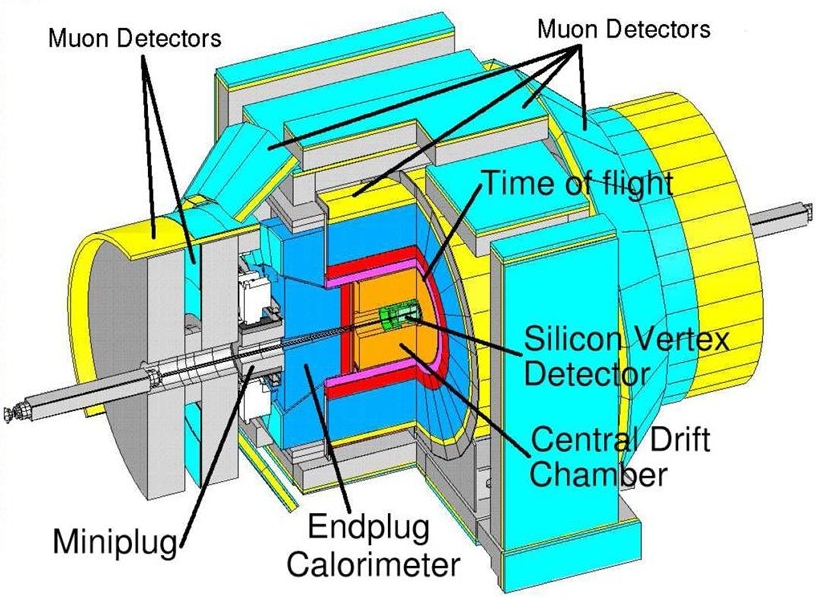 Muon Detectors
Muon Detectors
Time of flight
Silicon Vertex
Detector
Central Drift
Chamber
Endplug
Calorimeter
Miniplug